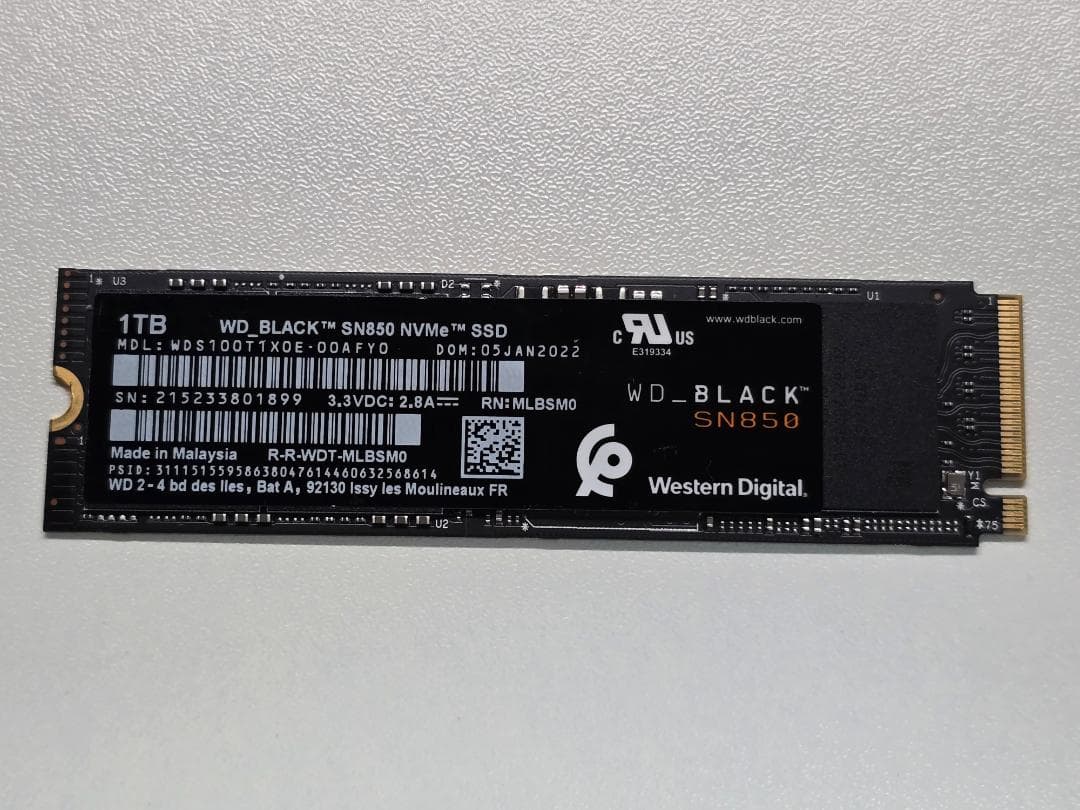 1 * U3
D2
U1
1
1TB WD_BLACK™ SN850 NVMe™ SSD
MDL: WDS100T1X0E-00AFY0 DOM:05JAN2022
SN: 215233801899 3.3VDC: 2.8A RN:MLBSM0
Made in Malaysia R-R-WDT-MLBSM0
PSID: 31115155958638047614460632568614
WD 2-4 bd des Iles, Bat A, 92130 Issy les Moulineaux FR
C RU US
E319334
www.wdblack.com
WD_BLACK™
SN850
Western Digital.
U2
Y1
M
CS
*75